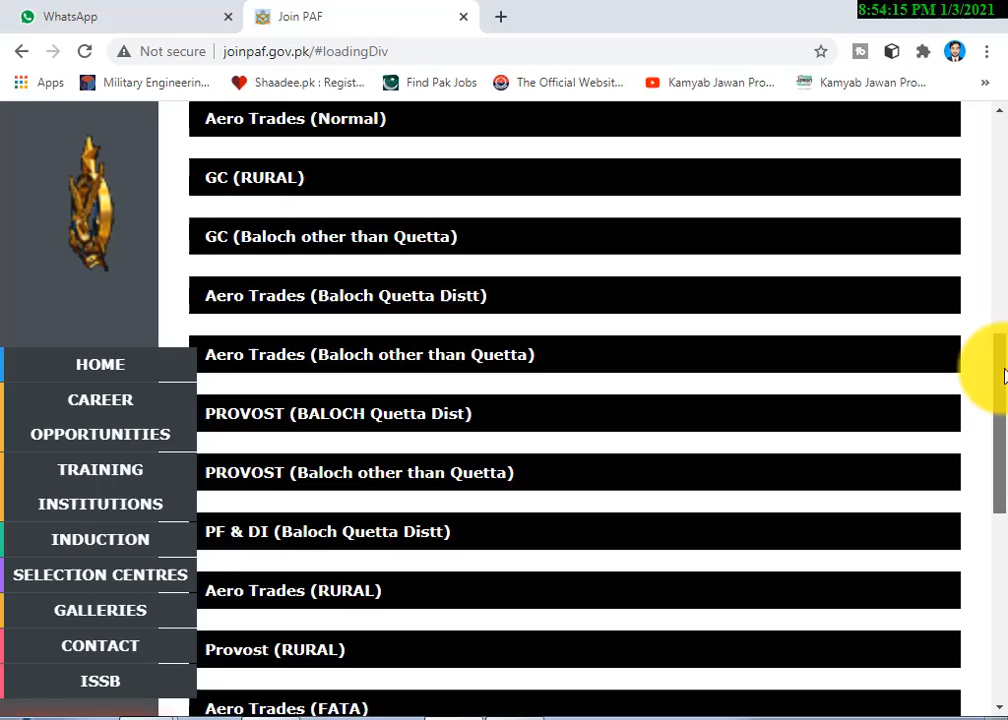 WhatsApp
Join PAF
8:54:15 PM 1/3/2021
Not secure
joinpaf.gov.pk/#loadingDiv
Apps
Military Engineerin...
Shaadee.pk : Regist...
Find Pak Jobs
The Official Websit...
Kamyab Jawan Pro...
Kamyab Jawan Pro...
Aero Trades (Normal)
GC (RURAL)
GC (Baloch other than Quetta)
Aero Trades (Baloch Quetta Distt)
Aero Trades (Baloch other than Quetta)
PROVOST (BALOCH Quetta Dist)
PROVOST (Baloch other than Quetta)
PF & DI (Baloch Quetta Distt)
Aero Trades (RURAL)
Provost (RURAL)
Aero Trades (FATA)
HOME
CAREER
OPPORTUNITIES
TRAINING
INSTITUTIONS
INDUCTION
SELECTION CENTRES
GALLERIES
CONTACT
ISSB